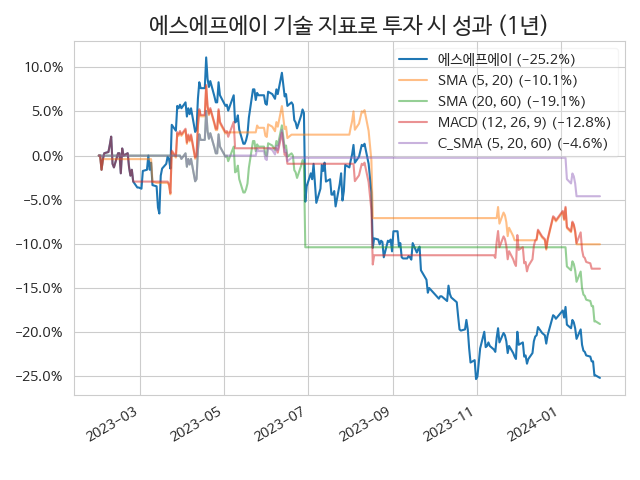 에스에프에이 기술 지표로 투자 시 성과 (1년)
에스에프에이 (−25.2%)
SMA (5, 20) (−10.1%)
SMA (20, 60) (−19.1%)
MACD (12, 26, 9) (−12.8%)
C_SMA (5, 20, 60) (−4.6%)
10.0%
5.0%
0.0%
−5.0%
−10.0%
−15.0%
−20.0%
−25.0%
2023−03
2023−05
2023−07
2023−09
2023−11
2024−01